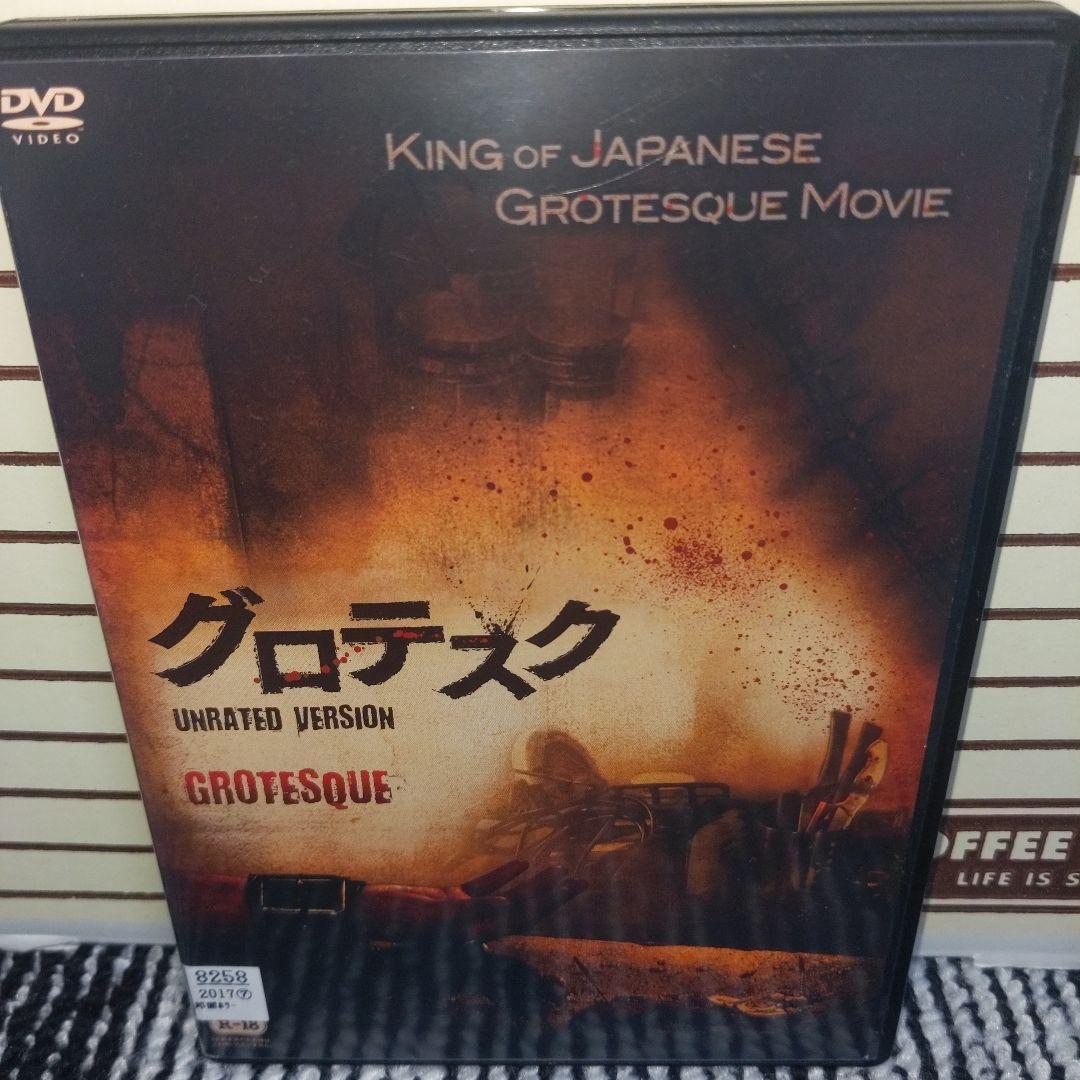 DVD
VIDEO
KING OF JAPANESE
GROTESQUE MOVIE
グロテスク
UNRATED VERSION
GROTESQUE
OFFEE
LIFE IS S
8258
2017⑦
R-18